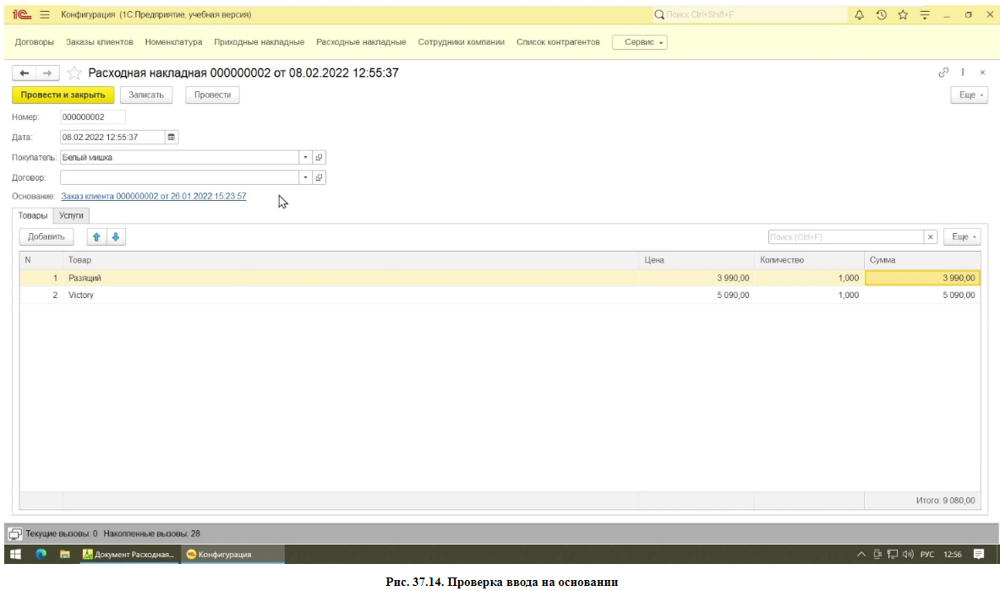 1С Конфигурация (1С:Предприятие, учебная версия) Поиск Ctrl+Shift+F
Договоры Заказы клиентов Номенклатура Приходные накладные Расходные накладные Сотрудники компании Список контрагентов Сервис
Расходная накладная 000000002 от 08.02.2022 12:55:37
Провести и закрыть Записать Провести Еще
Номер: 000000002
Дата: 08.02.2022 12:55:37
Покупатель: Белый мишка
Договор:
Основание: Заказ клиента 000000002 от 26.01.2022 15:23:57
Товары Услуги
Добавить Поиск (Ctrl+F) × Еще
N Товар Цена Количество Сумма
1 Разящий 3 990,00 1,000 3 990,00
2 Victory 5 090,00 1,000 5 090,00
Итого: 9 080,00
Текущие вызовы: 0 Накопленные вызовы: 28
Документ Расходная... Конфигурация РУС 12:56
Рис. 37.14. Проверка ввода на основании